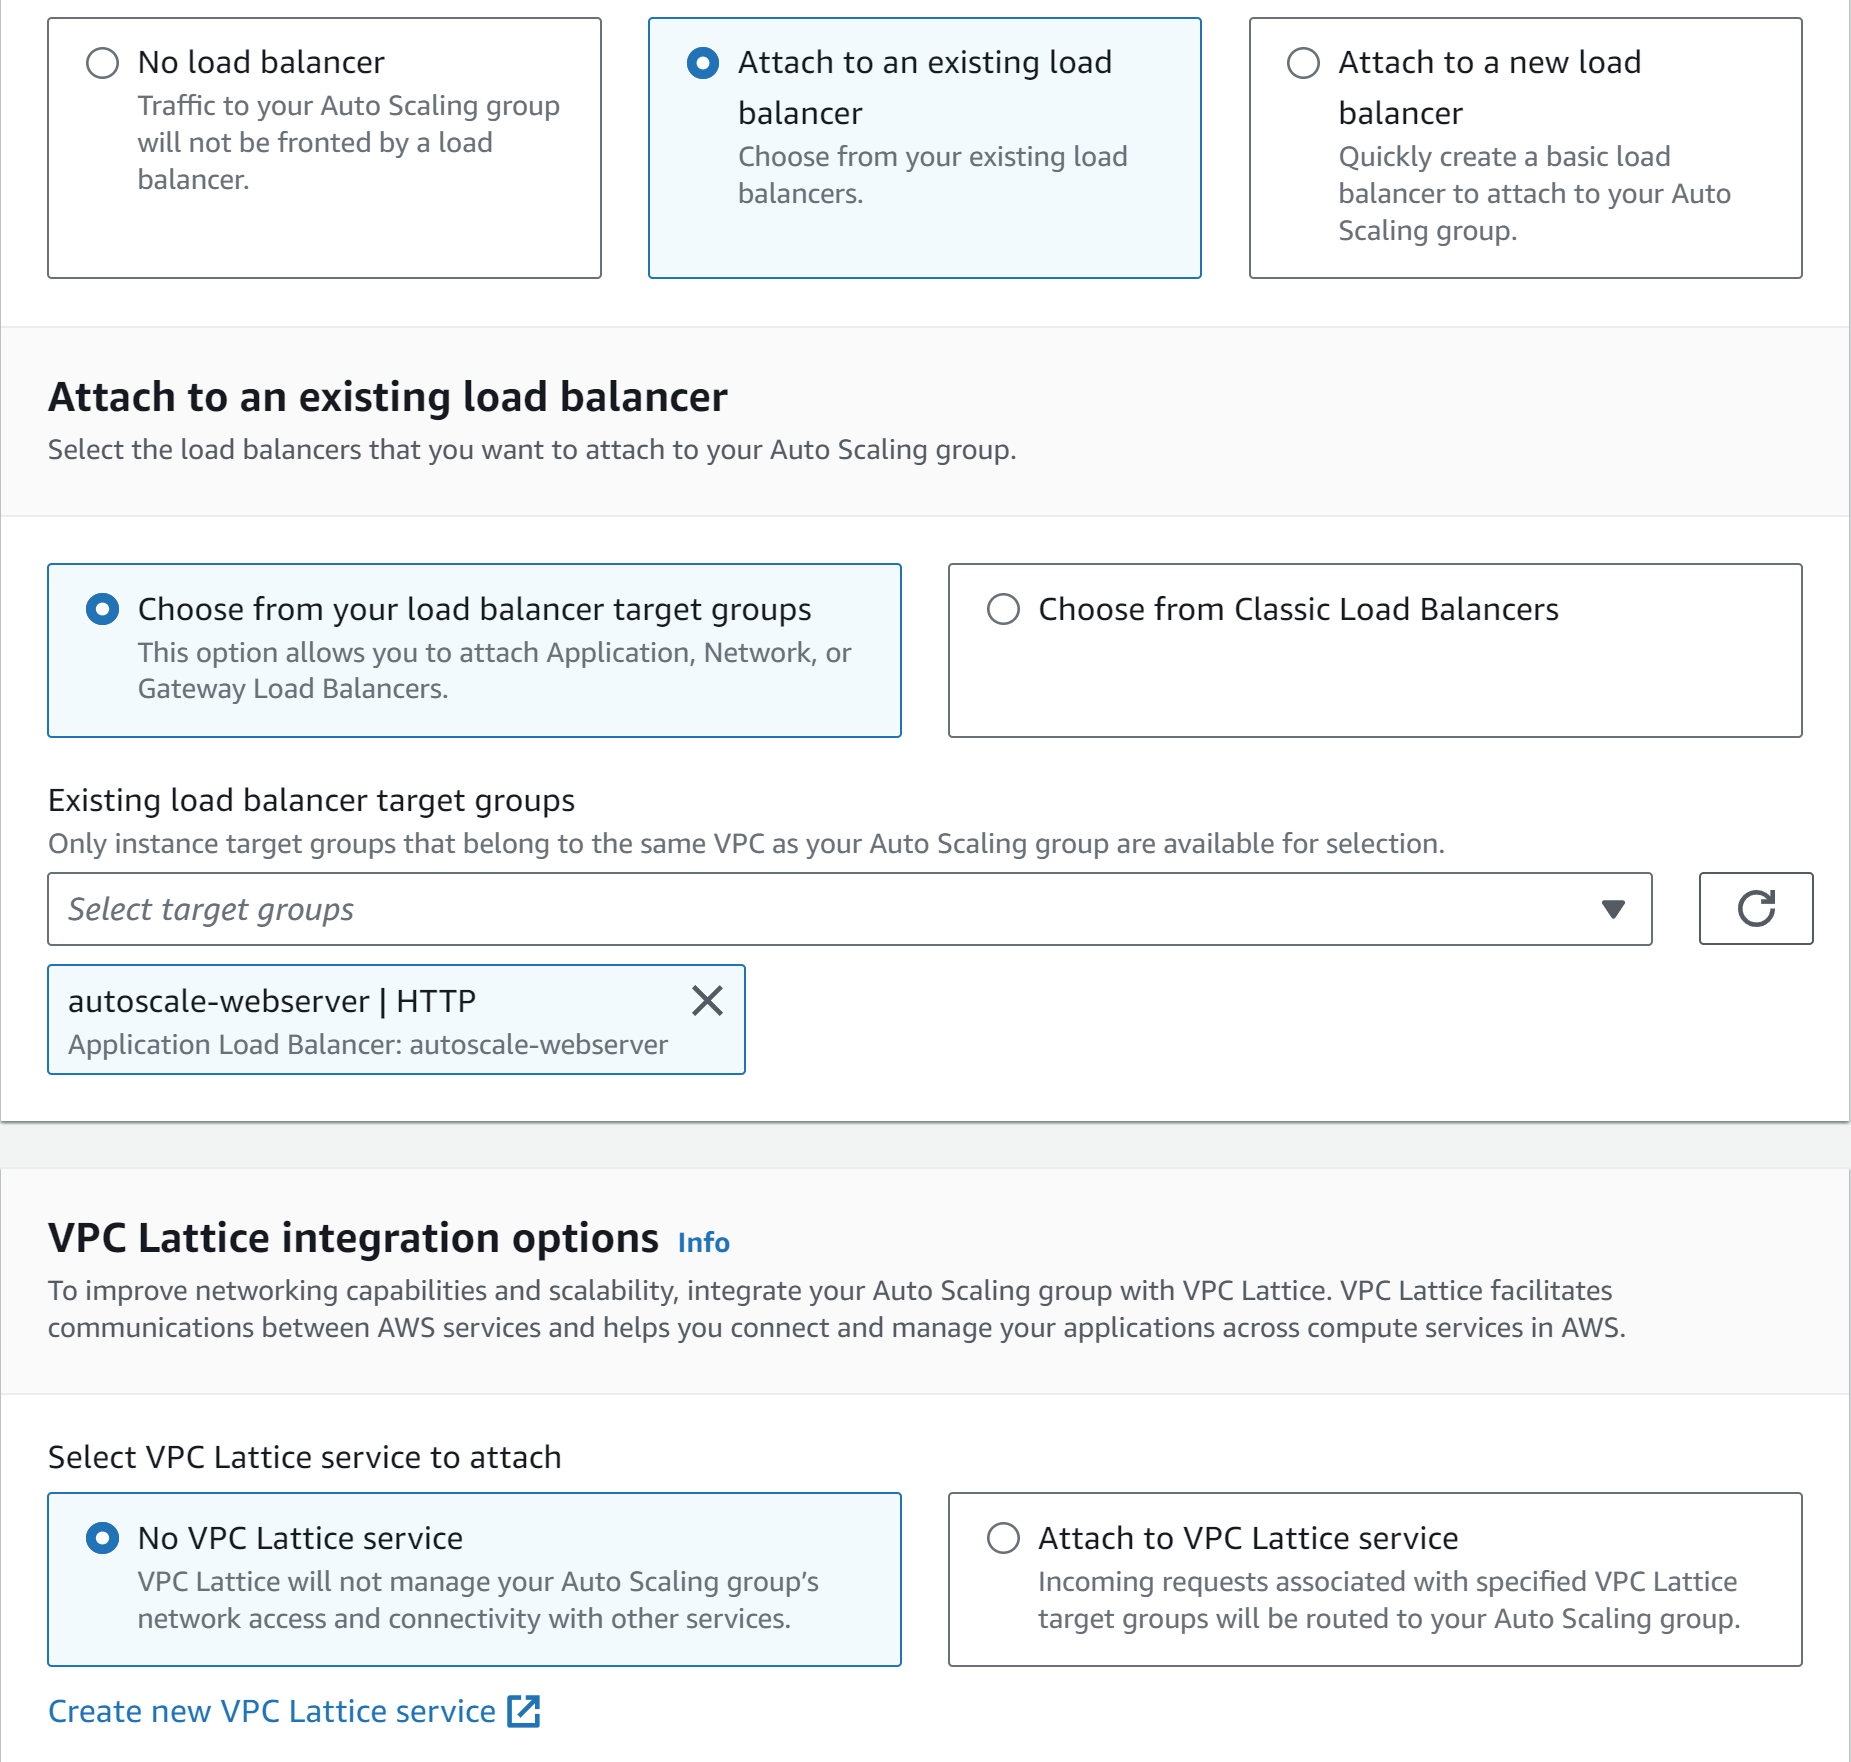 No load balancer
Traffic to your Auto Scaling group
will not be fronted by a load
balancer.
Attach to an existing load
balancer
Choose from your existing load
balancers.
Attach to a new load
balancer
Quickly create a basic load
balancer to attach to your Auto
Scaling group.
Attach to an existing load balancer
Select the load balancers that you want to attach to your Auto Scaling group.
Choose from your load balancer target groups
This option allows you to attach Application, Network, or
Gateway Load Balancers.
Choose from Classic Load Balancers
Existing load balancer target groups
Only instance target groups that belong to the same VPC as your Auto Scaling group are available for selection.
Select target groups
autoscale-webserver | HTTP
Application Load Balancer: autoscale-webserver
VPC Lattice integration options Info
To improve networking capabilities and scalability, integrate your Auto Scaling group with VPC Lattice. VPC Lattice facilitates
communications between AWS services and helps you connect and manage your applications across compute services in AWS.
Select VPC Lattice service to attach
No VPC Lattice service
VPC Lattice will not manage your Auto Scaling group’s
network access and connectivity with other services.
Attach to VPC Lattice service
Incoming requests associated with specified VPC Lattice
target groups will be routed to your Auto Scaling group.
Create new VPC Lattice service